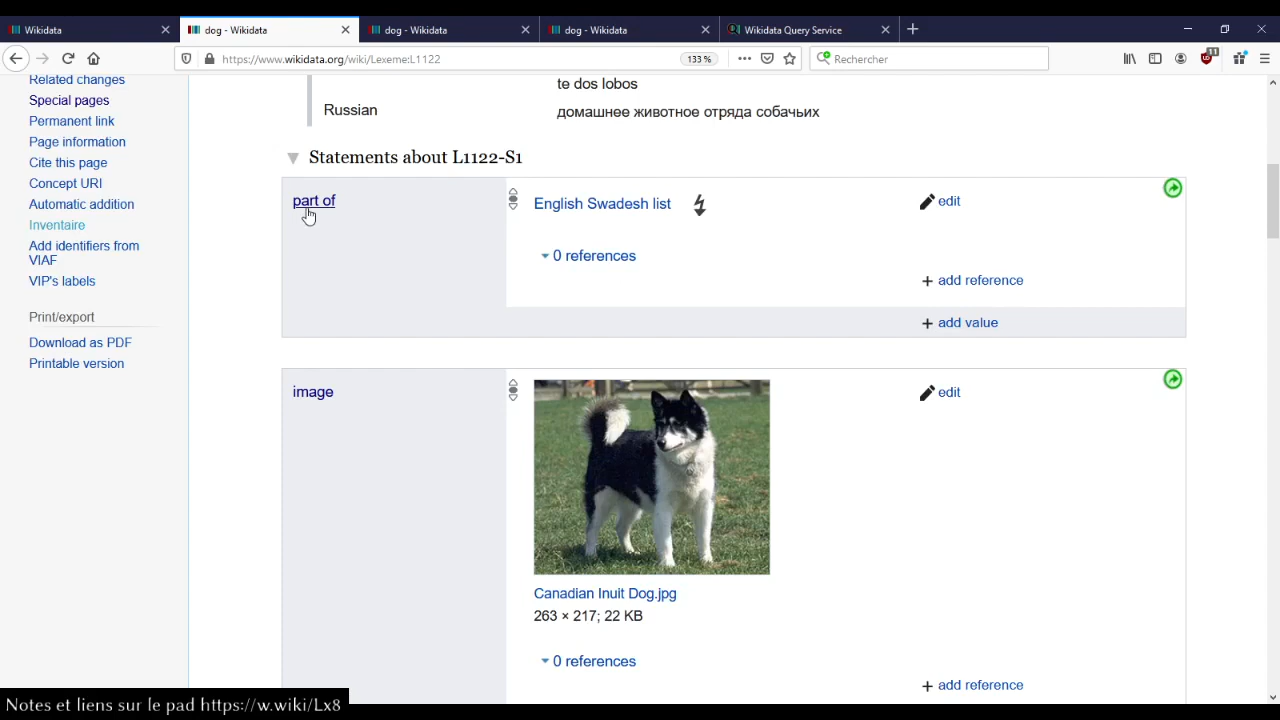 Wikidata
dog - Wikidata
dog - Wikidata
dog - Wikidata
Wikidata Query Service
https://www.wikidata.org/wiki/Lexeme:L1122
133 %
Rechercher
11
Related changes
Special pages
Permanent link
Page information
Cite this page
Concept URI
Automatic addition
Inventaire
Add identifiers from
VIAF
VIP's labels
Print/export
Download as PDF
Printable version
te dos lobos
Russian
домашнее животное отряда собачьих
Statements about L1122-S1
part of
English Swadesh list
edit
0 references
+ add reference
+ add value
image
edit
Canadian Inuit Dog.jpg
263 × 217; 22 KB
0 references
+ add reference
Notes et liens sur le pad https://w.wiki/Lx8